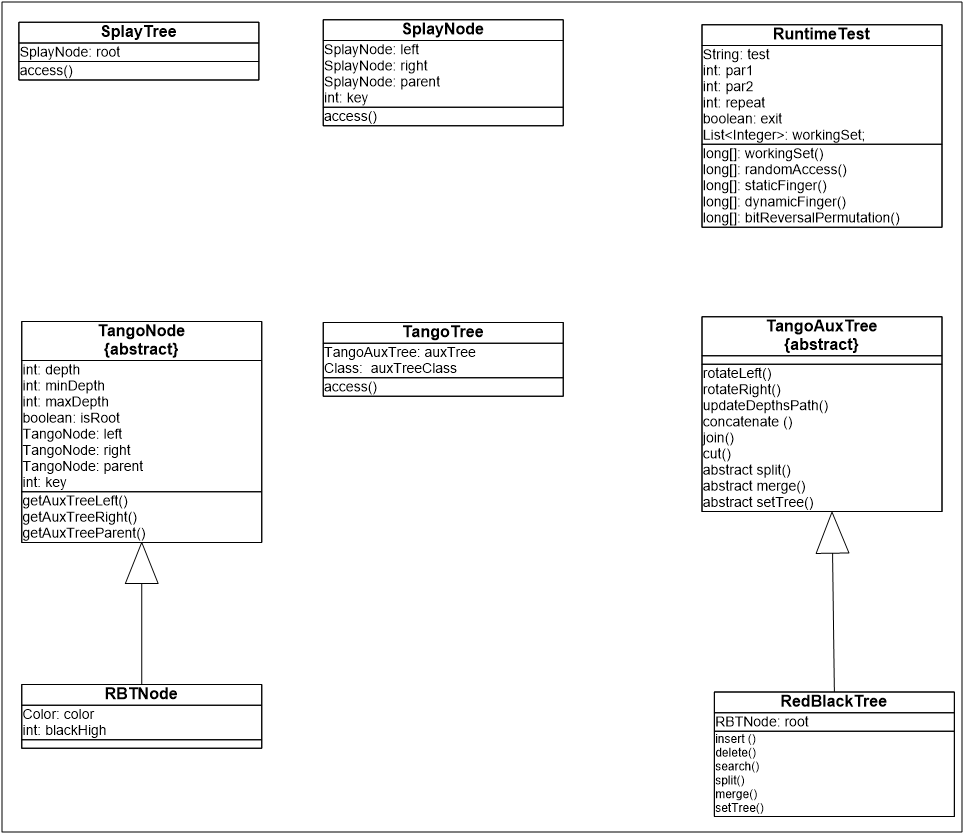 SplayTree
SplayNode: root
access()
SplayNode
SplayNode: left
SplayNode: right
SplayNode: parent
int: key
access()
RuntimeTest
String: test
int: par1
int: par2
int: repeat
boolean: exit
List<Integer>: workingSet;
long[]: workingSet()
long[]: randomAccess()
long[]: staticFinger()
long[]: dynamicFinger()
long[]: bitReversalPermutation()
TangoNode
{abstract}
int: depth
int: minDepth
int: maxDepth
boolean: isRoot
TangoNode: left
TangoNode: right
TangoNode: parent
int: key
getAuxTreeLeft()
getAuxTreeRight()
getAuxTreeParent()
TangoTree
TangoAuxTree: auxTree
Class:  auxTreeClass
access()
TangoAuxTree
{abstract}
rotateLeft()
rotateRight()
updateDepthsPath()
concatenate ()
join()
cut()
abstract split()
abstract merge()
abstract setTree()
RBTNode
Color: color
int: blackHigh
RedBlackTree
RBTNode: root
insert ()
delete()
search()
split()
merge()
setTree()